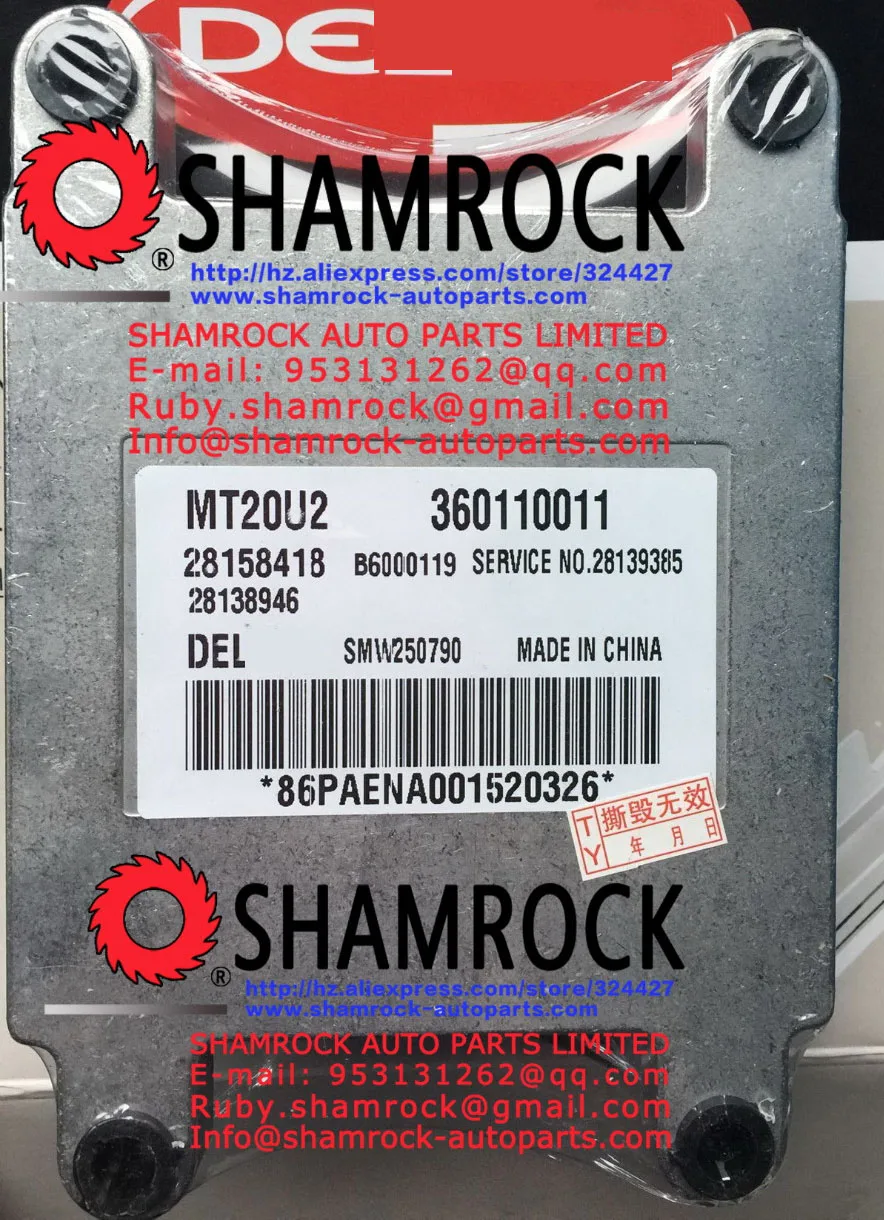 DE
SHAMROCK
®
http://hz.aliexpress.com/store/324427
www.shamrock-autoparts.com
SHAMROCK AUTO PARTS LIMITED
E-mail: 953131262@qq.com
Ruby.shamrock@gmail.com
Info@shamrock-autoparts.com
MT20U2 360110011
28158418 B6000119 SERVICE NO.28139385
28138946
DEL SMW250790 MADE IN CHINA
*86PAENA001520326*
TY 撕毁无效
年 月 日
SHAMROCK
®
http://hz.aliexpress.com/store/324427
www.shamrock-autoparts.com
SHAMROCK AUTO PARTS LIMITED
E-mail: 953131262@qq.com
Ruby.shamrock@gmail.com
Info@shamrock-autoparts.com